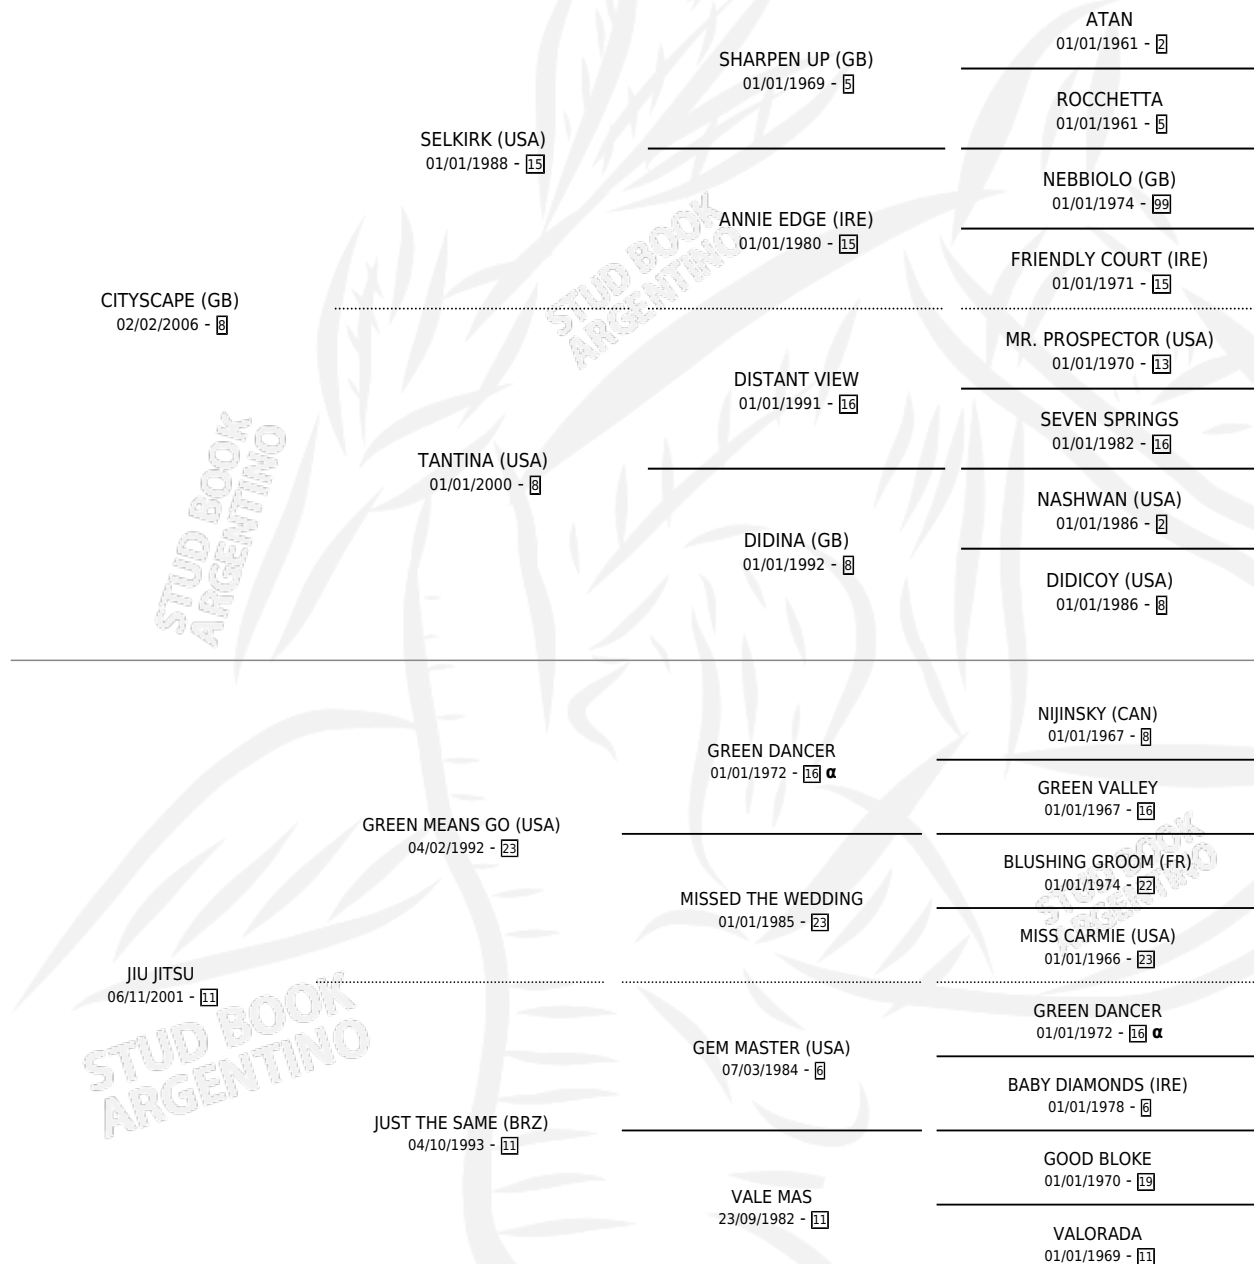 ATAN
01/01/1961 - 2
SHARPEN UP (GB)
01/01/1969 - 5
ROCCHETTA
01/01/1961 - 5
SELKIRK (USA)
01/01/1988 - 15
NEBBIOLO (GB)
01/01/1974 - 99
ANNIE EDGE (IRE)
01/01/1980 - 15
FRIENDLY COURT (IRE)
01/01/1971 - 15
STUD BOOK
ARGENTINO
CITYSCAPE (GB)
02/02/2006 - 8
MR. PROSPECTOR (USA)
01/01/1970 - 13
DISTANT VIEW
01/01/1991 - 16
SEVEN SPRINGS
01/01/1982 - 16
TANTINA (USA)
01/01/2000 - 8
NASHWAN (USA)
01/01/1986 - 2
DIDINA (GB)
01/01/1992 - 8
DIDICOY (USA)
01/01/1986 - 8
STUD BOOK
ARGENTINO
NIJINSKY (CAN)
01/01/1967 - 8
GREEN DANCER
01/01/1972 - 16 α
GREEN VALLEY
01/01/1967 - 16
GREEN MEANS GO (USA)
04/02/1992 - 23
BLUSHING GROOM (FR)
01/01/1974 - 22
STUD BOOK
ARGENTINO
MISSED THE WEDDING
01/01/1985 - 23
MISS CARMIE (USA)
01/01/1966 - 23
JIU JITSU
06/11/2001 - 11
GREEN DANCER
01/01/1972 - 16 α
GEM MASTER (USA)
07/03/1984 - 6
BABY DIAMONDS (IRE)
01/01/1978 - 6
STUD BOOK
ARGENTINO
JUST THE SAME (BRZ)
04/10/1993 - 11
GOOD BLOKE
01/01/1970 - 19
VALE MAS
23/09/1982 - 11
VALORADA
01/01/1969 - 11